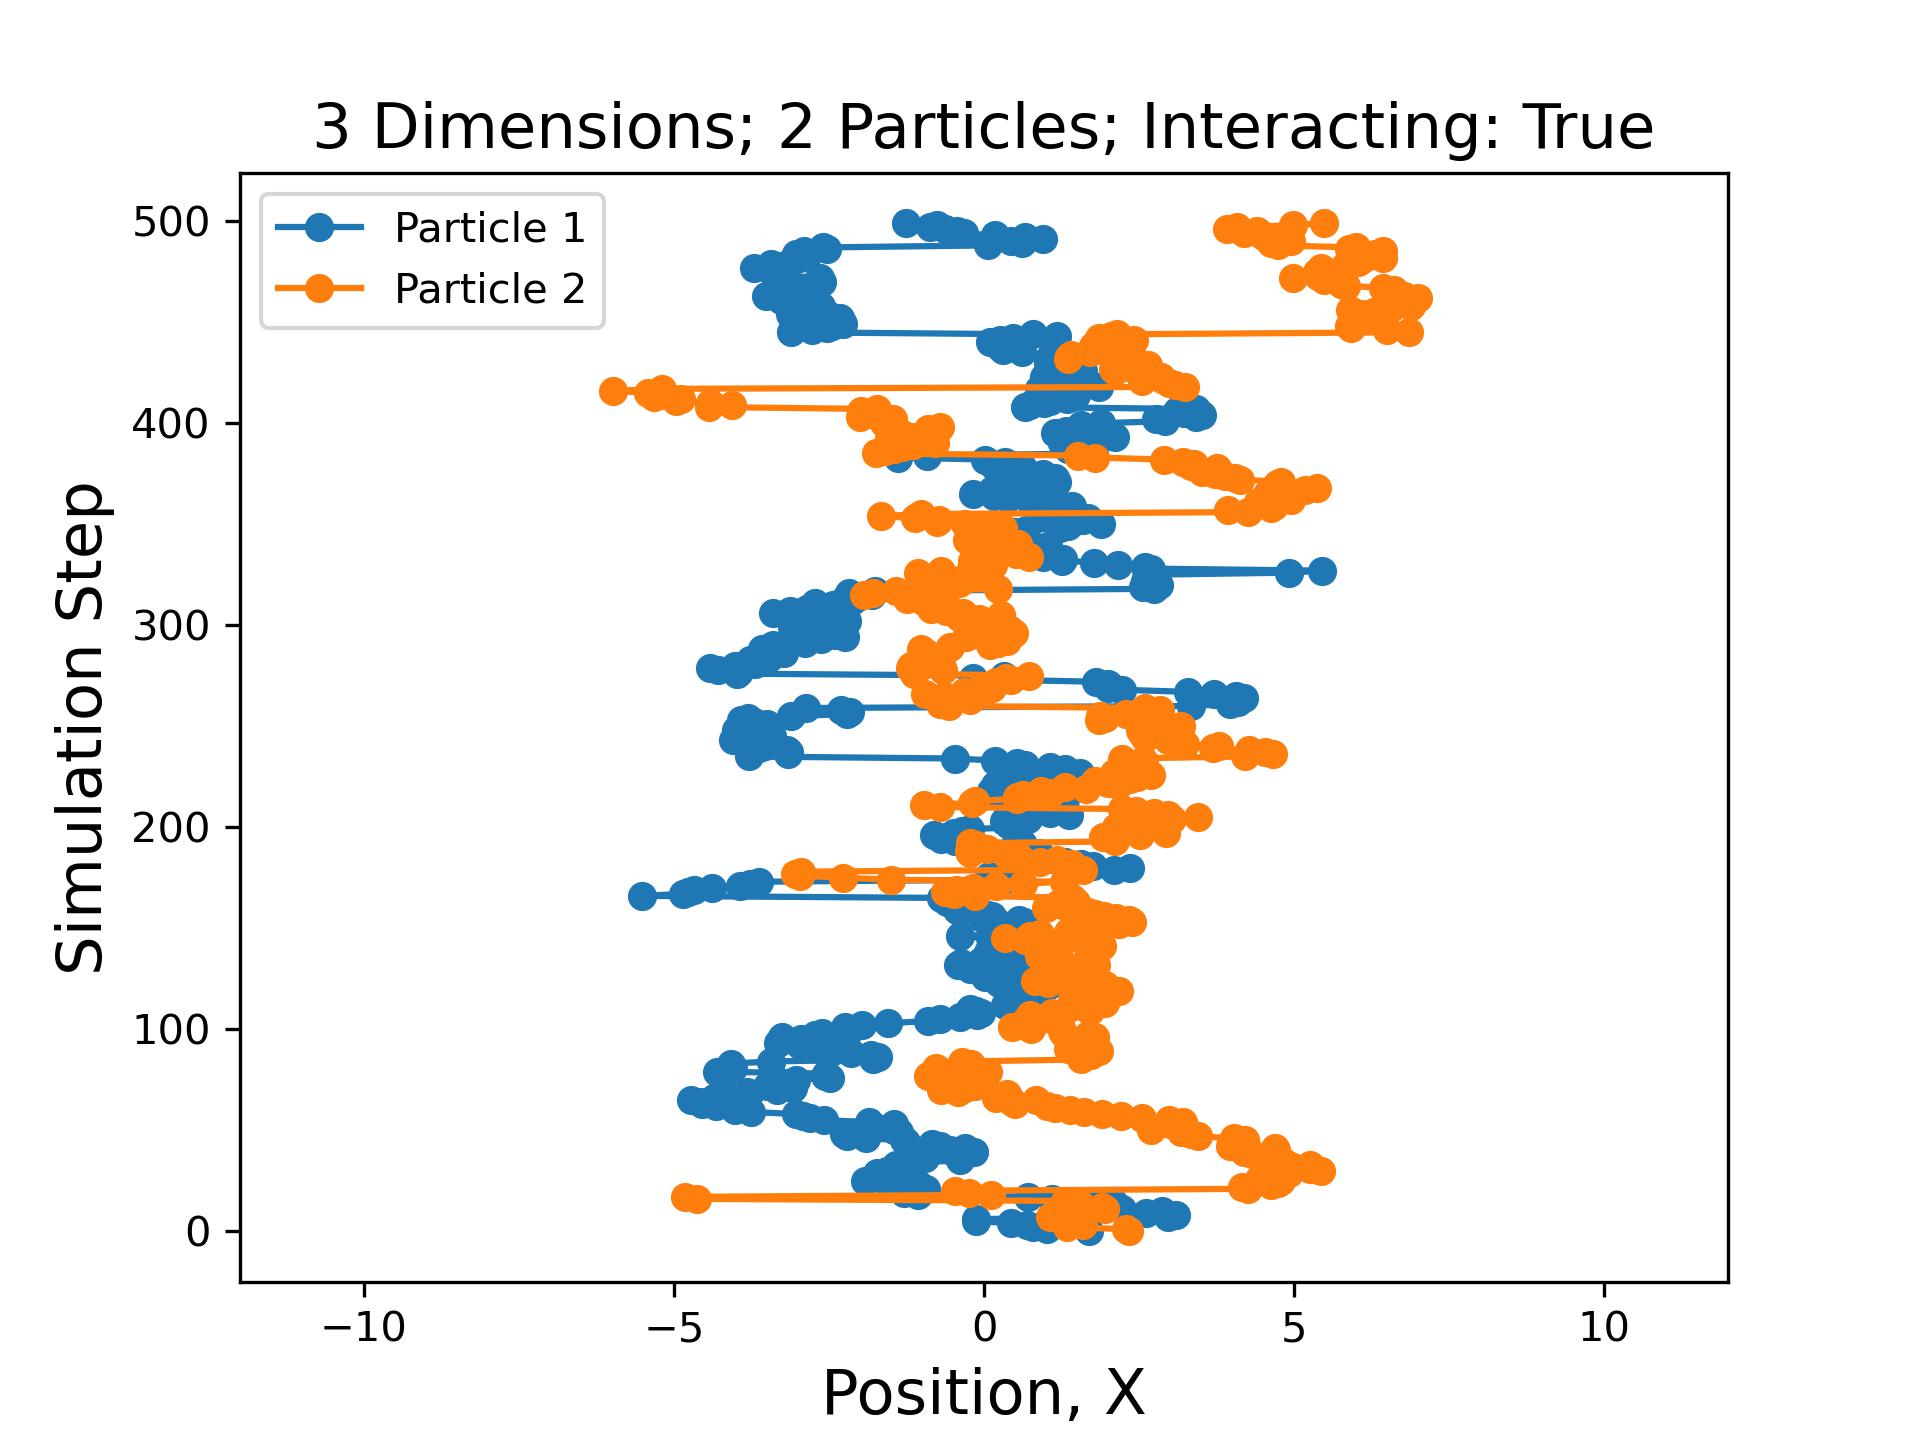 3 Dimensions; 2 Particles; Interacting: True
Particle 1
Particle 2
500
400
300
200
100
0
Simulation Step
−10
−5
0
5
10
Position, X